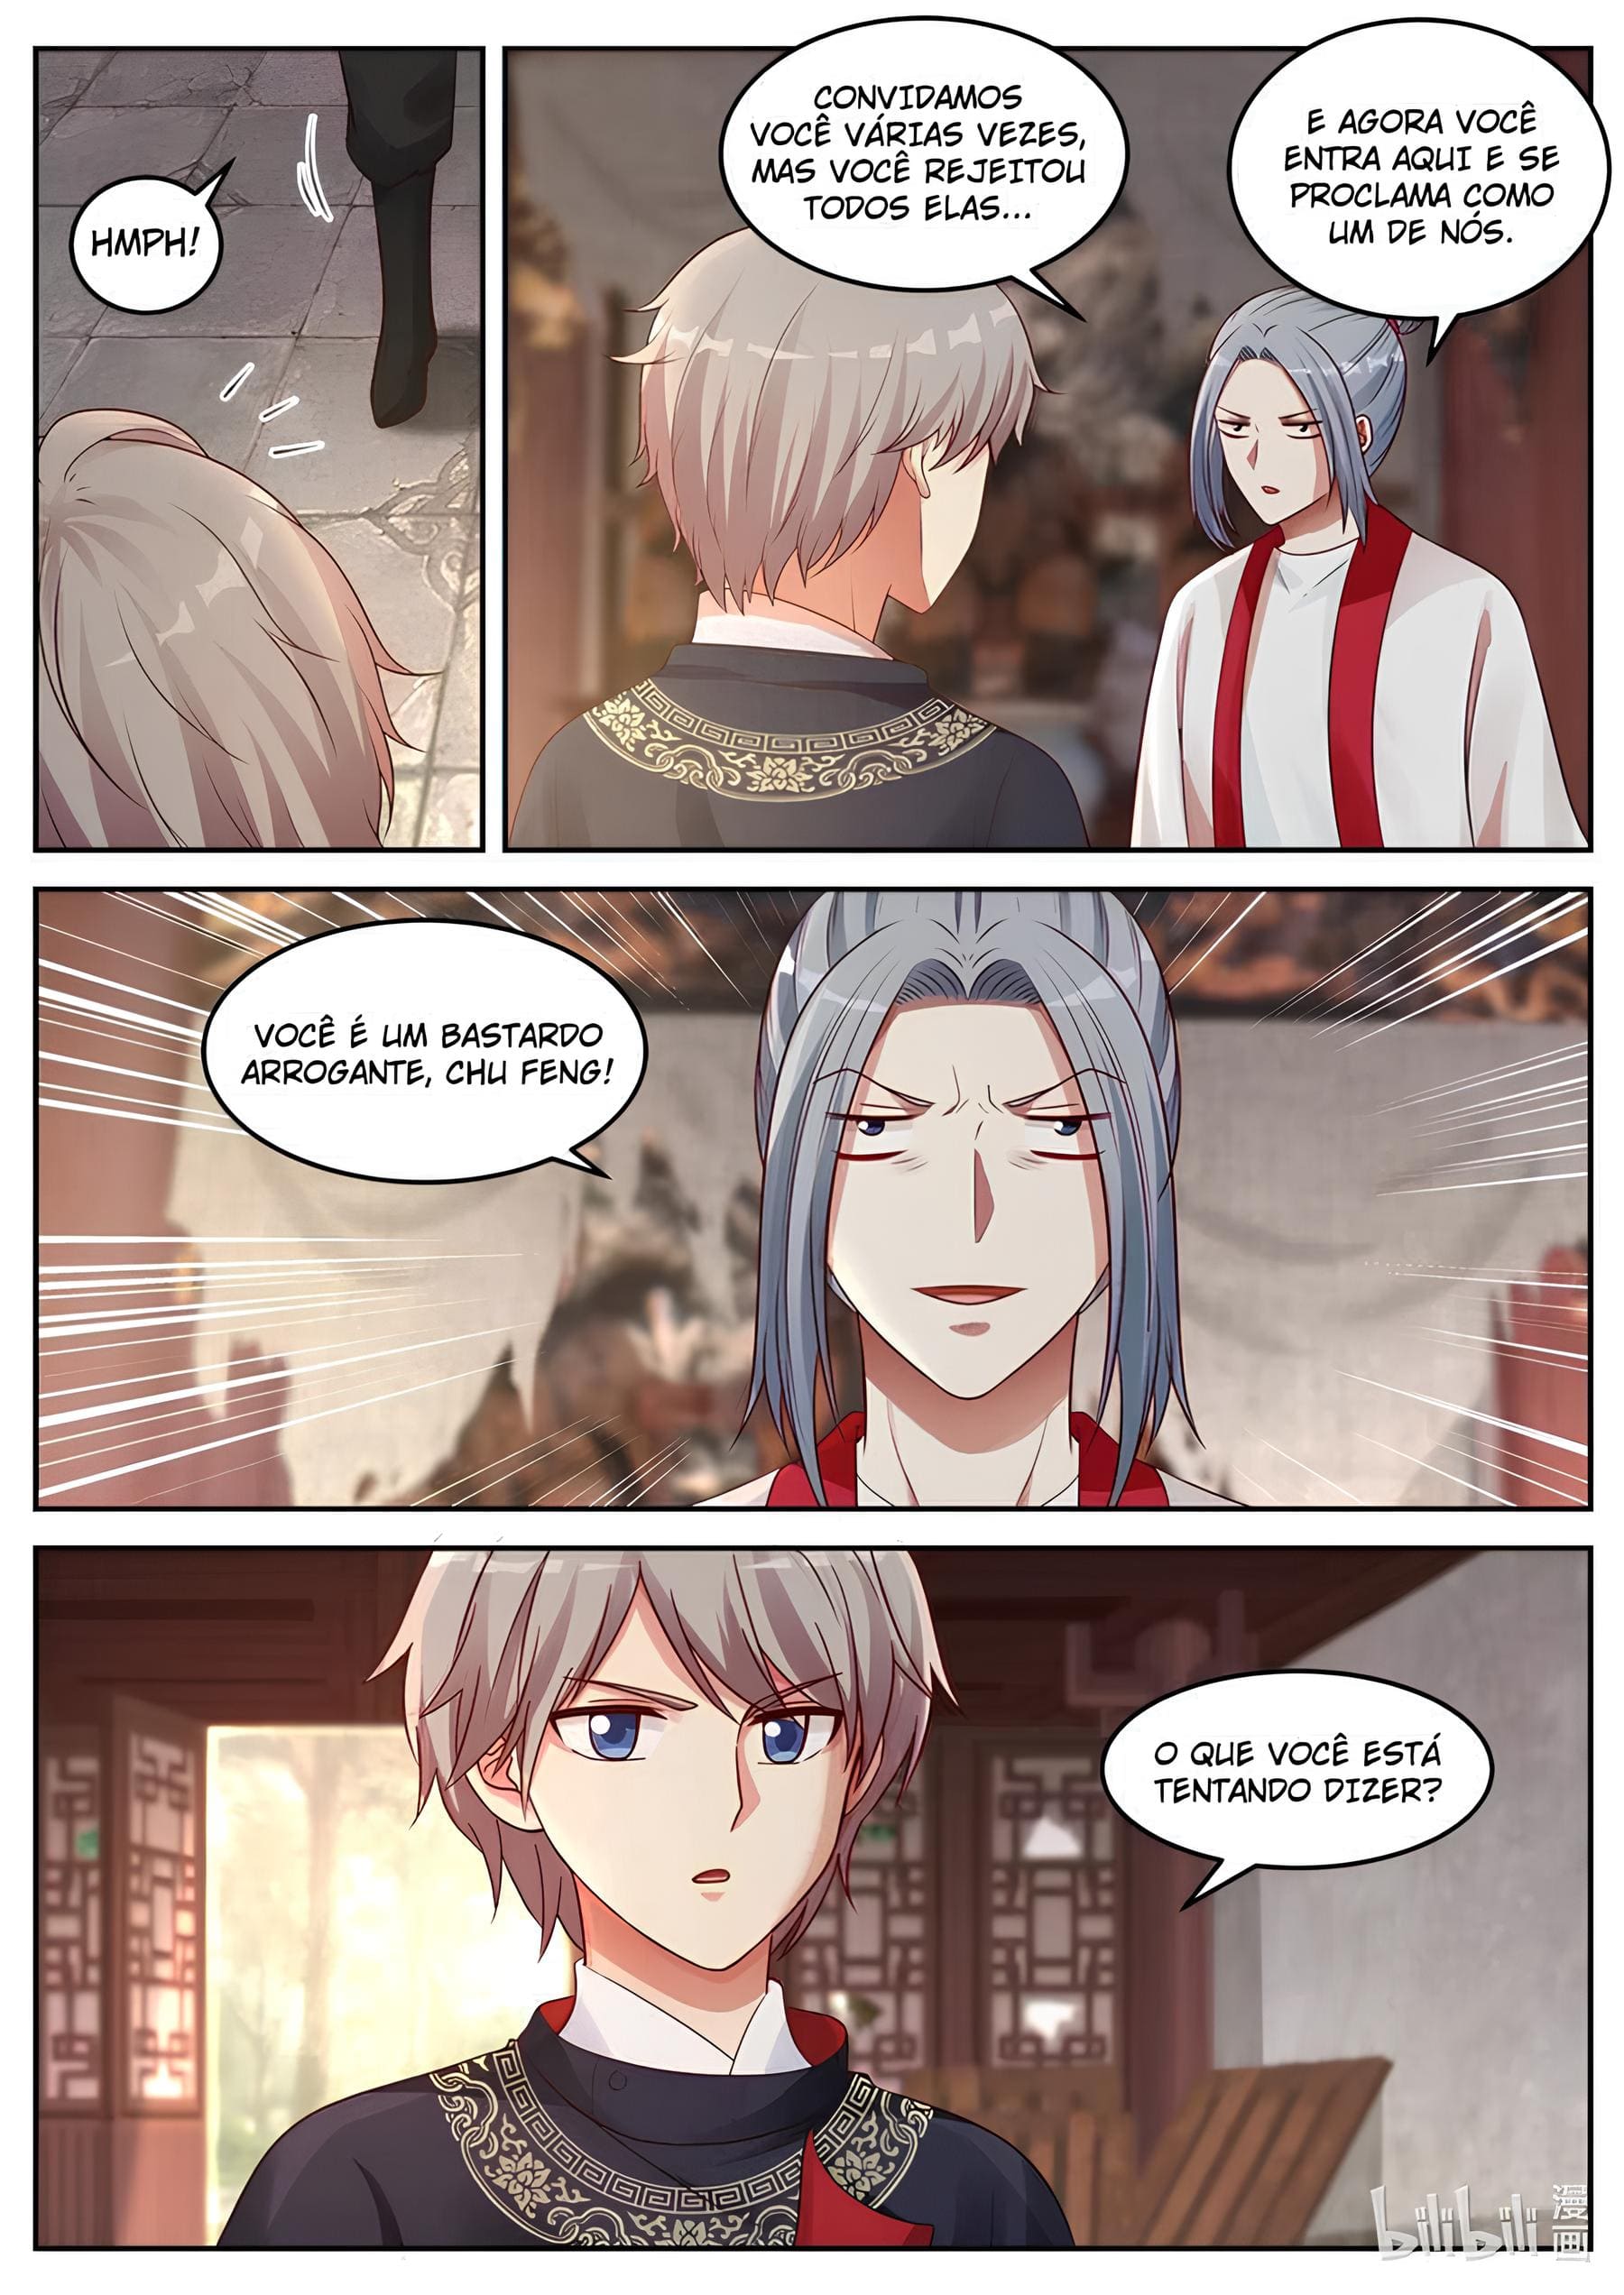 HMPH!
CONVIDAMOS
VOCÊ VÁRIAS VEZES,
MAS VOCÊ REJEITOU
TODOS ELAS...
E AGORA VOCÊ
ENTRA AQUI E SE
PROCLAMA COMO
UM DE NÓS.
VOCÊ É UM BASTARDO
ARROGANTE, CHU FENG!
O QUE VOCÊ ESTÁ
TENTANDO DIZER?
bilibili 漫画